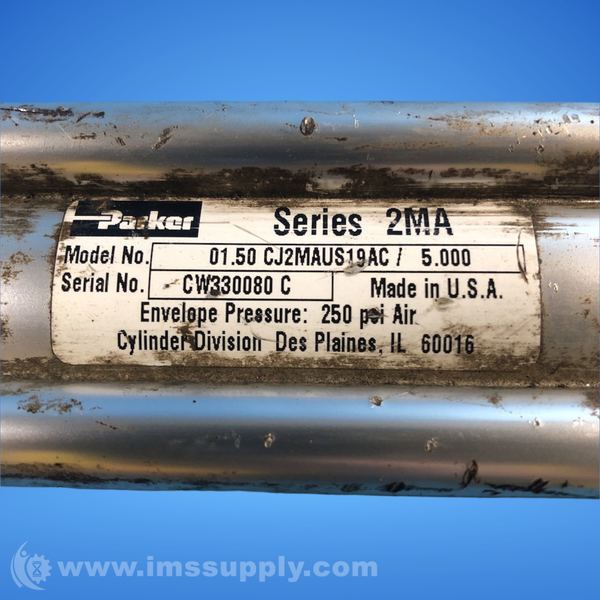 Parker Series 2MA
Model No. 01.50 CJ2MAUS19AC / 5.000
Serial No. CW330080 C Made in U.S.A.
Envelope Pressure: 250 psi Air
Cylinder Division Des Plaines, IL 60016
www.imssupply.com